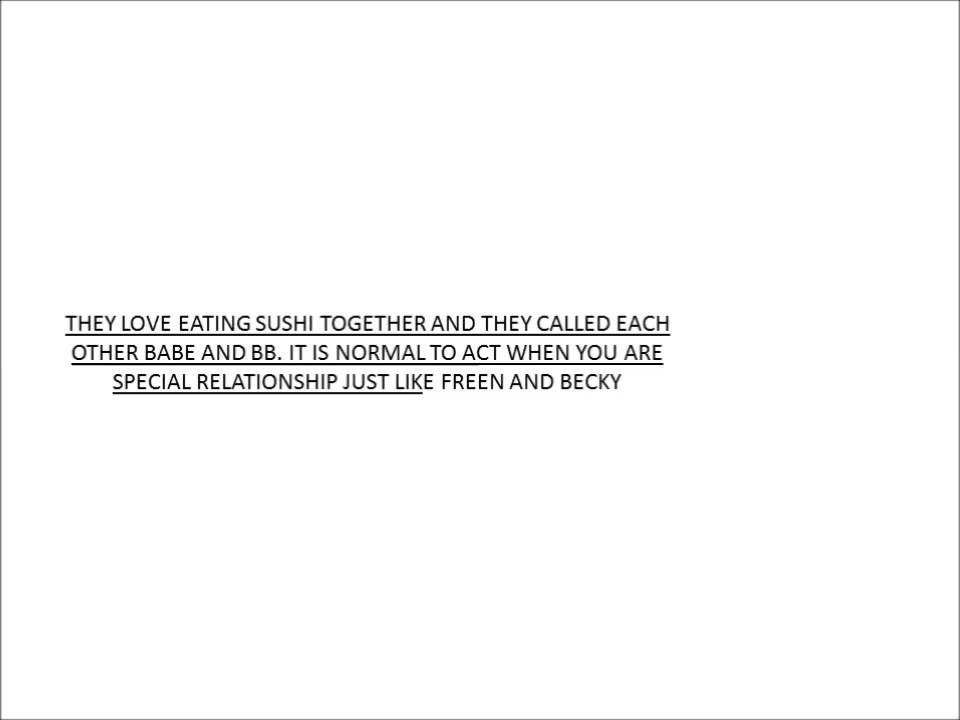 THEY LOVE EATING SUSHI TOGETHER AND THEY CALLED EACH
OTHER BABE AND BB. IT IS NORMAL TO ACT WHEN YOU ARE
SPECIAL RELATIONSHIP JUST LIKE FREEN AND BECKY